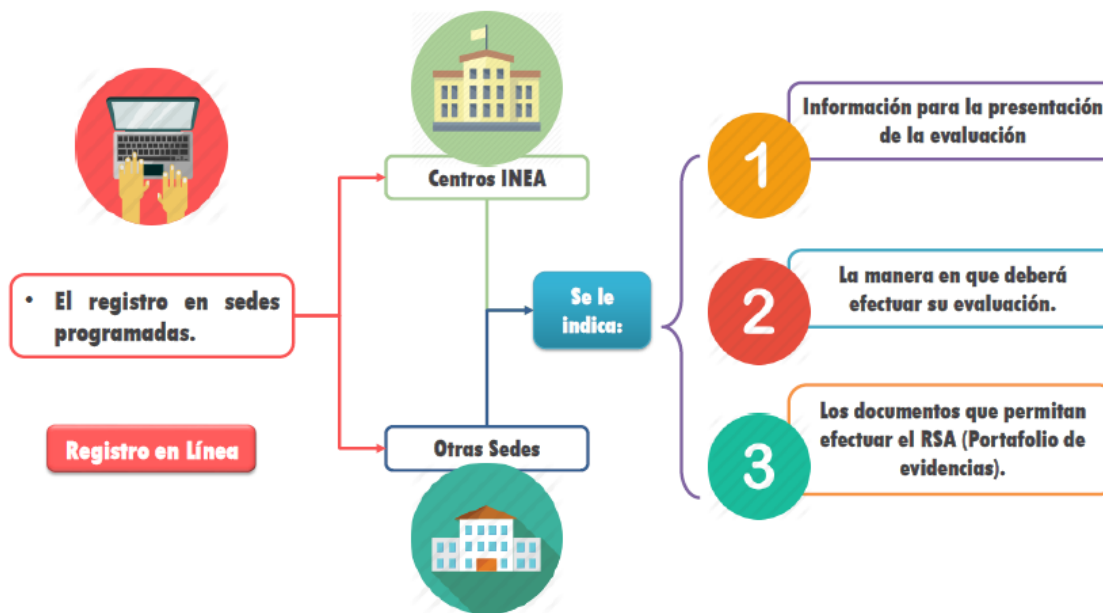 • El registro en sedes
programadas.
Registro en Línea
Centros INEA
Otras Sedes
Se le
indica:
1
Información para la presentación
de la evaluación
2
La manera en que deberá
efectuar su evaluación.
3
Los documentos que permitan
efectuar el RSA (Portafolio de
evidencias).